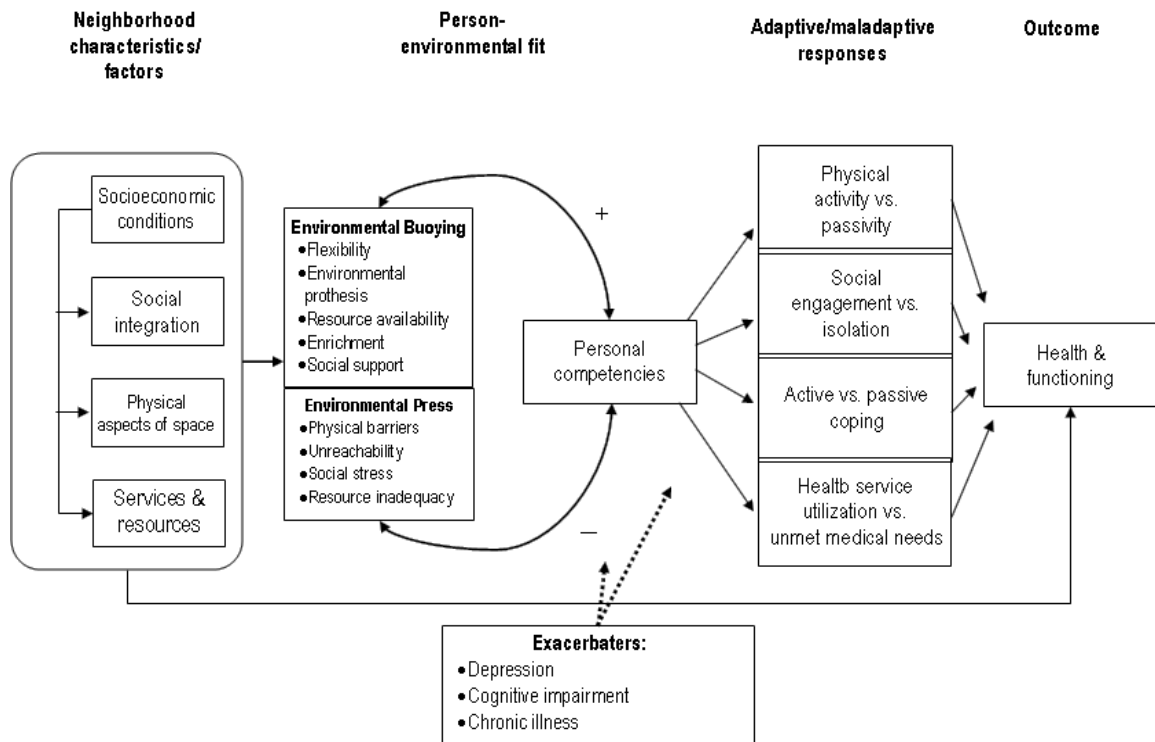 Neighborhood
characteristics/
factors
Person-
environmental fit
Adaptive/maladaptive
responses
Outcome
Socioeconomic
conditions
Social
integration
Physical
aspects of space
Services &
resources
Environmental Buoying
●Flexibility
●Environmental
prothesis
●Resource availability
●Enrichment
●Social support
Environmental Press
●Physical barriers
●Unreachability
●Social stress
●Resource inadequacy
+
–
Personal
competencies
Physical
activity vs.
passivity
Social
engagement vs.
isolation
Active vs. passive
coping
Healtb service
utilization vs.
unmet medical needs
Health &
functioning
Exacerbaters:
●Depression
●Cognitive impairment
●Chronic illness